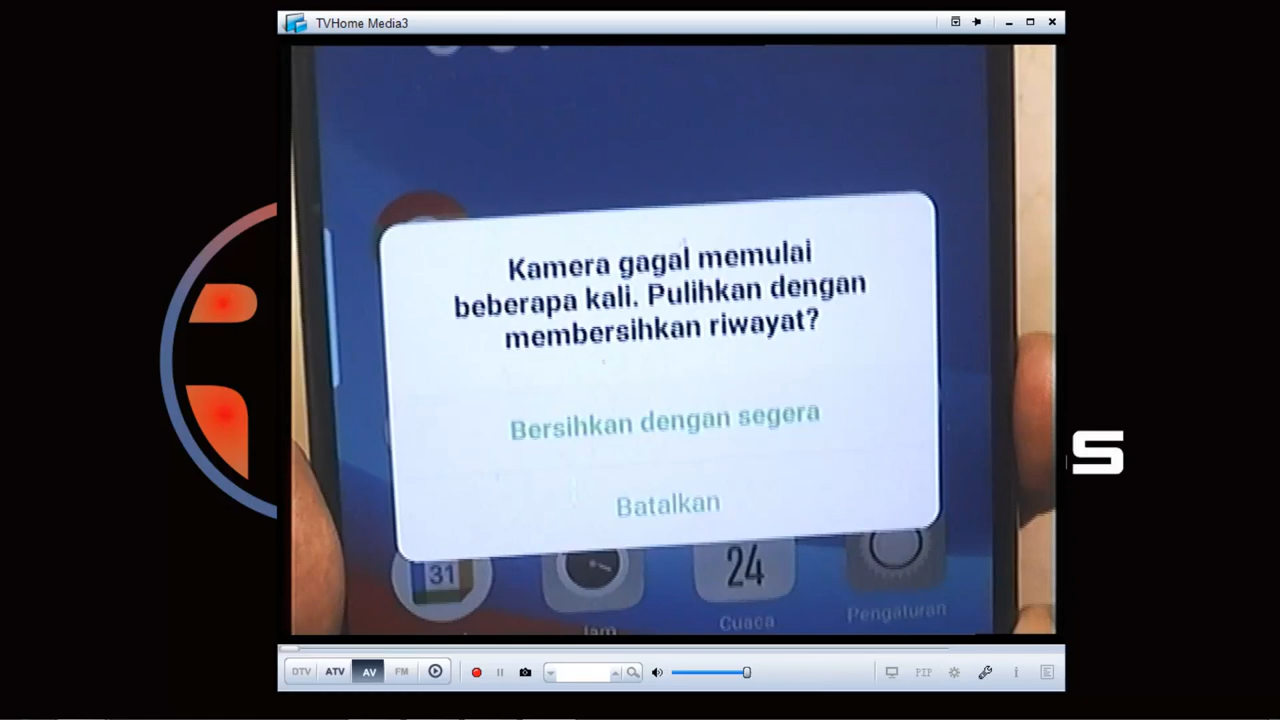 TVHome Media3
Kamera gagal memulai
beberapa kali. Pulihkan dengan
membersihkan riwayat?
Bersihkan dengan segera
S
Batalkan
31
24
Jam
Cuaca
Pengaturan
DTV ATV AV FM
PIP